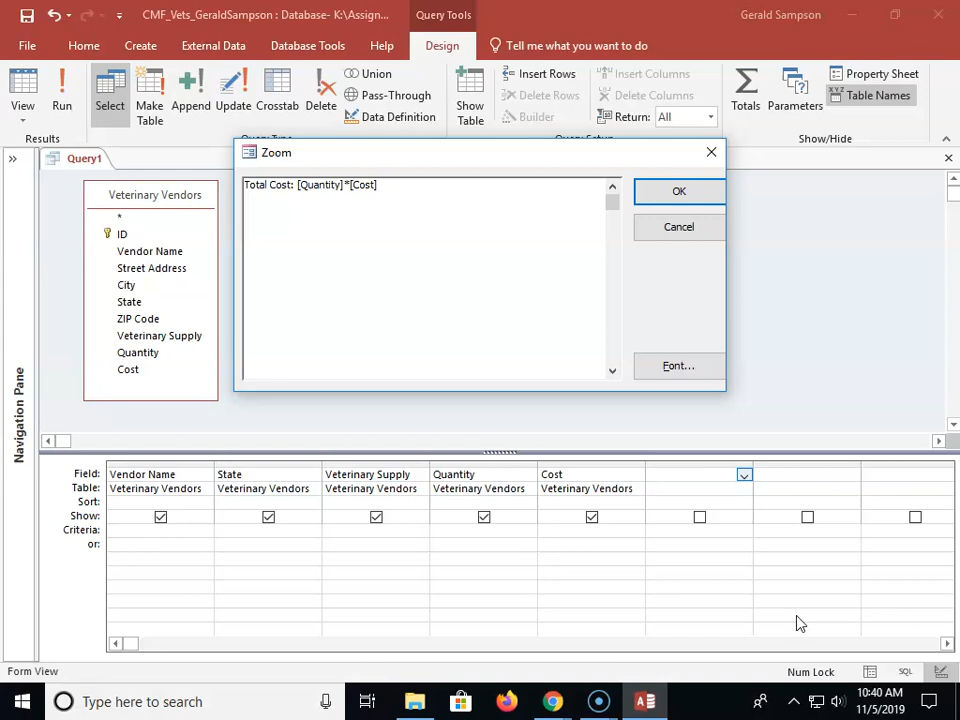 CMF_Vets_GeraldSampson : Database- K:\Assign...
Query Tools
Gerald Sampson
File Home Create External Data Database Tools Help Design Tell me what you want to do
View
Run
Select
Make Table
Append
Update
Crosstab
Delete
Union
Pass-Through
Data Definition
Show Table
Insert Rows
Delete Rows
Builder
Insert Columns
Delete Columns
Return: All
Totals
Parameters
Property Sheet
XYZ
Table Names
Results
Show/Hide
Query1
Zoom
Total Cost: [Quantity]*[Cost]
OK
Cancel
Font...
Navigation Pane
Veterinary Vendors
*
ID
Vendor Name
Street Address
City
State
ZIP Code
Veterinary Supply
Quantity
Cost
Field: Vendor Name State Veterinary Supply Quantity Cost
Table: Veterinary Vendors Veterinary Vendors Veterinary Vendors Veterinary Vendors Veterinary Vendors
Sort:
Show:
Criteria:
or:
Form View
Num Lock
SQL
Type here to search
10:40 AM
11/5/2019